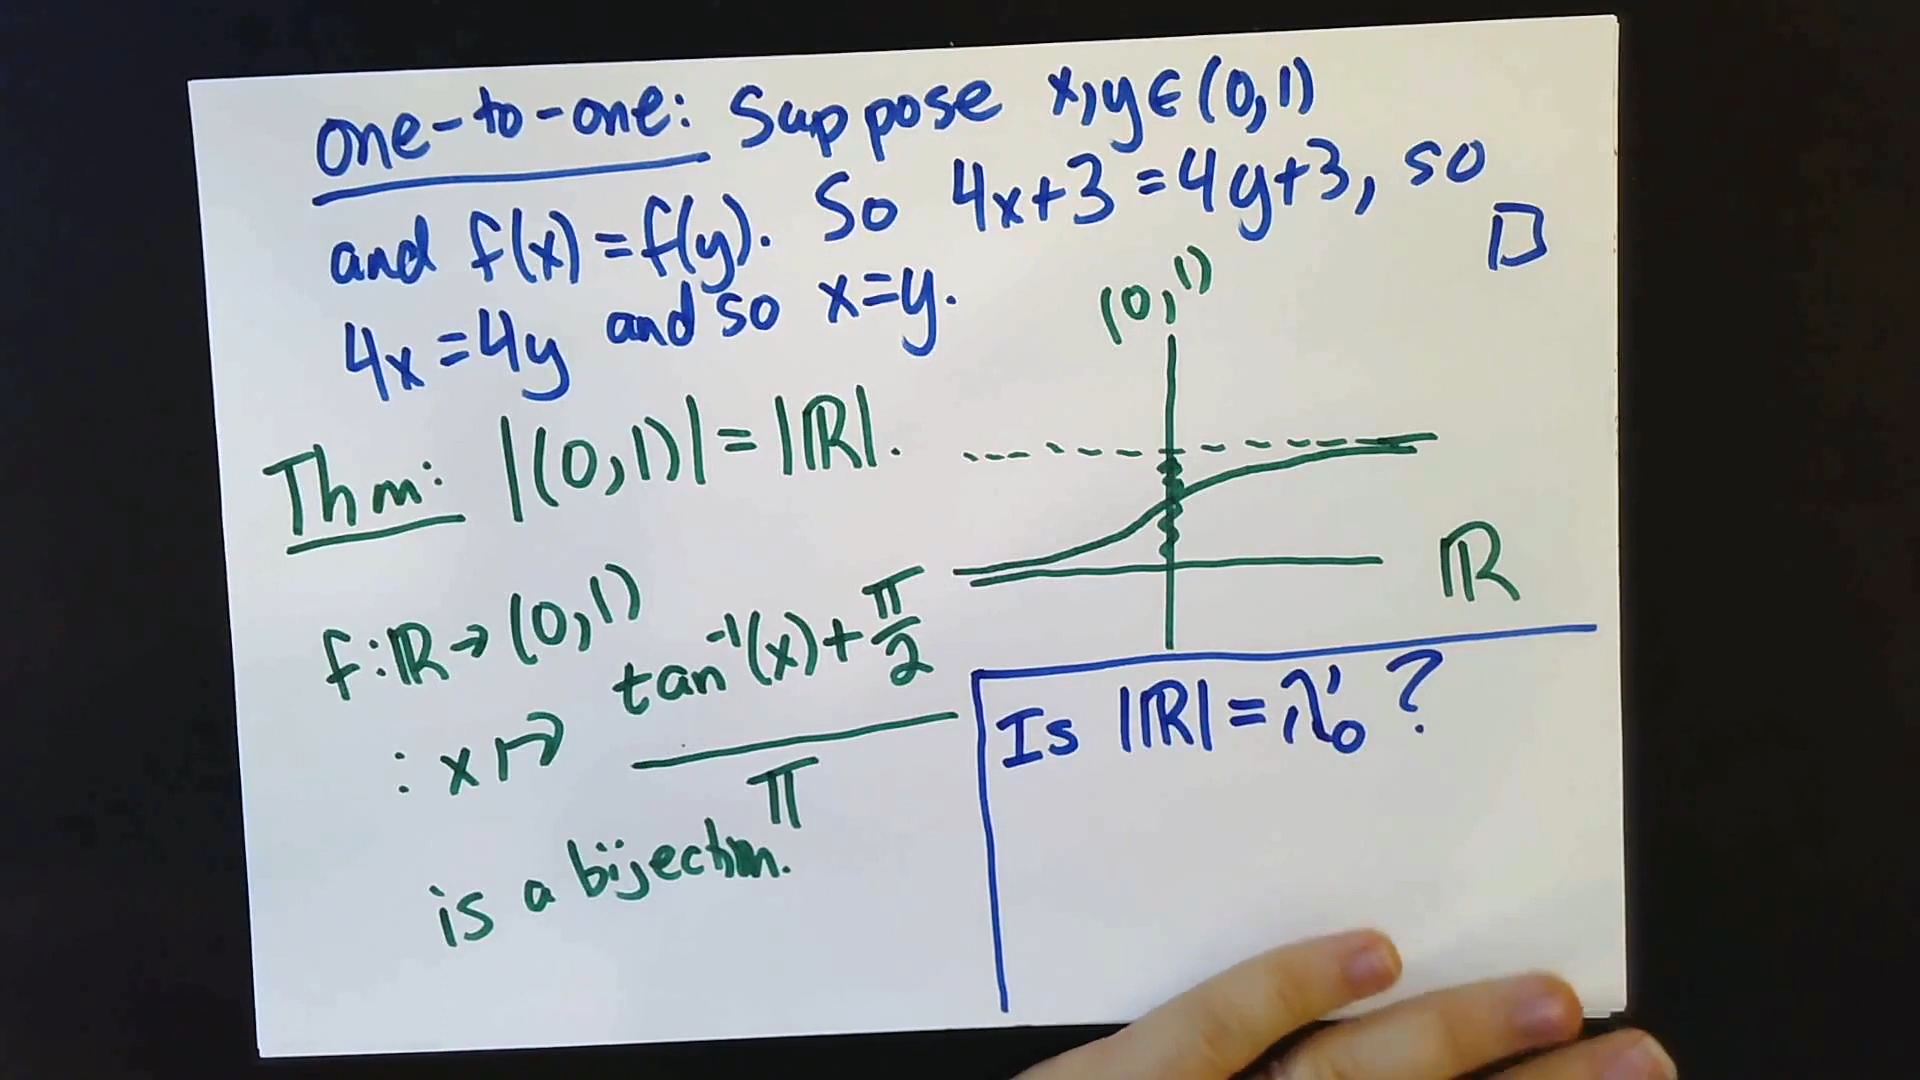 one-to-one: Suppose x,y∈(0,1)
and f(x)=f(y). So 4x+3=4y+3, so
4x=4y and so x=y. □
Thm: |(0,1)|=|ℝ|.
f:ℝ→(0,1)
: x↦ (tan⁻¹(x)+π/2)/π
is a bijection.
(0,1)
ℝ
Is |ℝ|=ℵ₀?